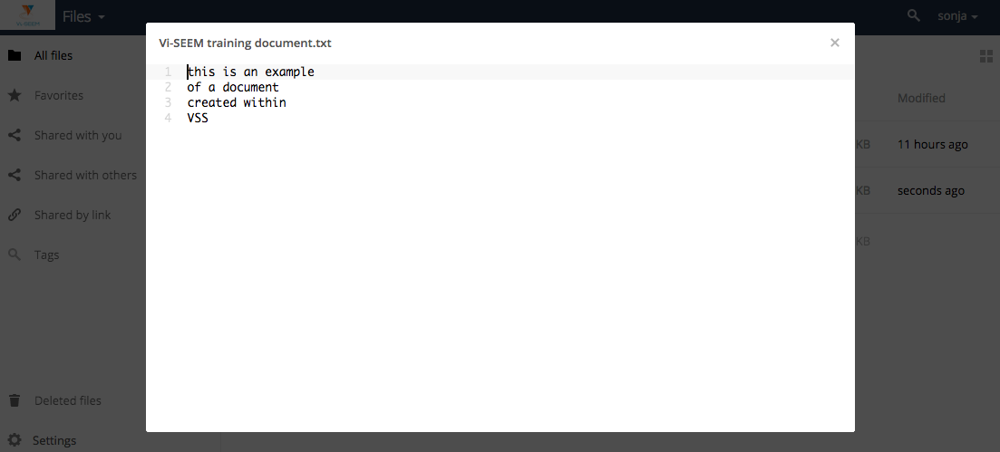 Vi-SEEM
Files
sonja
Vi-SEEM training document.txt
All files
Favorites
Shared with you
Shared with others
Shared by link
Tags
Deleted files
Settings
1 this is an example
2 of a document
3 created within
4 VSS
Modified
KB 11 hours ago
KB seconds ago
KB